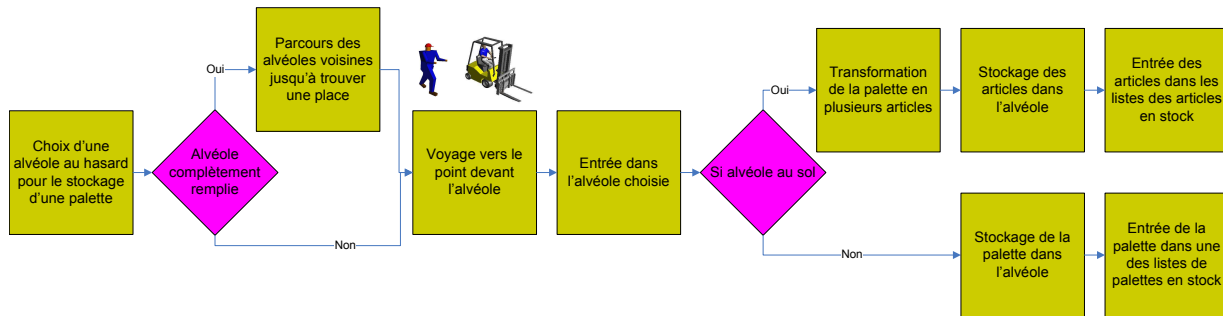 Choix d'une
alvéole au hasard
pour le stockage
d'une palette
Alvéole
complètement
remplie
Oui
Parcours des
alvéoles voisines
jusqu'à trouver
une place
Non
Voyage vers le
point devant
l'alvéole
Entrée dans
l'alvéole choisie
Si alvéole au sol
Oui
Transformation
de la palette en
plusieurs articles
Stockage des
articles dans
l'alvéole
Entrée des
articles dans les
listes des articles
en stock
Non
Stockage de la
palette dans
l'alvéole
Entrée de la
palette dans une
des listes de
palettes en stock